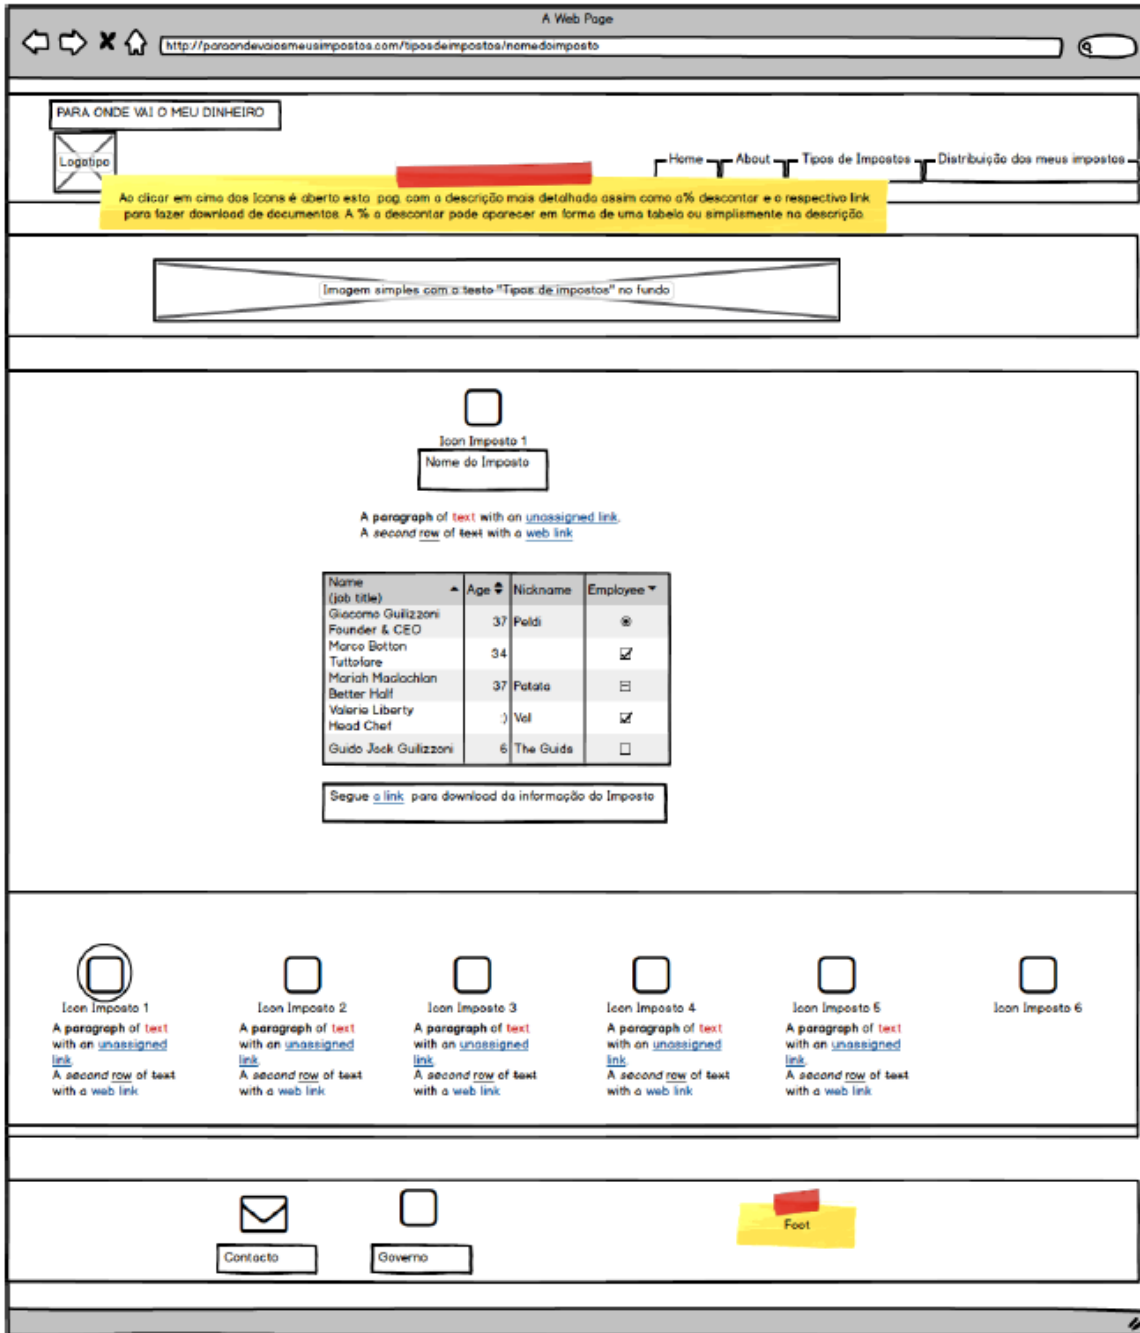 A Web Page
http://paraondevaiosmeusimpostos.com/tiposdeimpostos/nomedoimposto
PARA ONDE VAI O MEU DINHEIRO
Logotipo
Home
About
Tipos de Impostos
Distribuição dos meus impostos
Ao clicar em cima dos Icons é aberto esta pag. com a descrição mais detalhada assim como a% descontar e o respectivo link
para fazer download de documentos. A % a descontar pode aparecer em forma de uma tabela ou simplismente na descrição.
Imagem simples com o testo "Tipos de impostos" no fundo
Icon Imposto 1
Nome do Imposto
A paragraph of text with an unassigned link.
A second row of text with a web link
Name Age Nickname Employee
(job title)
Giacomo Guilizzoni
Founder & CEO
37 Peldi
Marco Botton
Tuttofare
34
Mariah Maclachlan
Better Half
37 Patata
Valerie Liberty
Head Chef
:) Val
Guido Jack Guilizzoni 6 The Guids
Segue a link para download da informação do Imposto
Icon Imposto 1
A paragraph of text
with an unassigned
link.
A second row of text
with a web link
Icon Imposto 2
A paragraph of text
with an unassigned
link.
A second row of text
with a web link
Icon Imposto 3
A paragraph of text
with an unassigned
link.
A second row of text
with a web link
Icon Imposto 4
A paragraph of text
with an unassigned
link.
A second row of text
with a web link
Icon Imposto 5
A paragraph of text
with an unassigned
link.
A second row of text
with a web link
Icon Imposto 6
Contacto
Governo
Foot